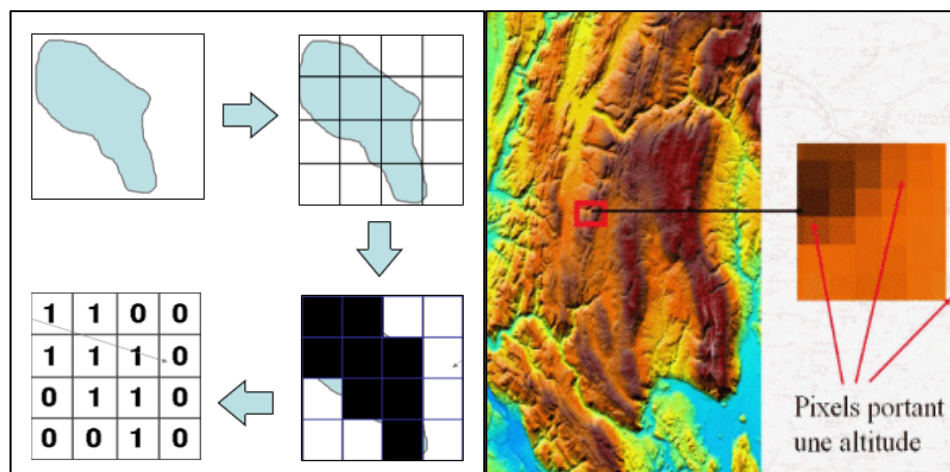 1 1 0 0
1 1 1 0
0 1 1 0
0 0 1 0
Pixels portant
une altitude